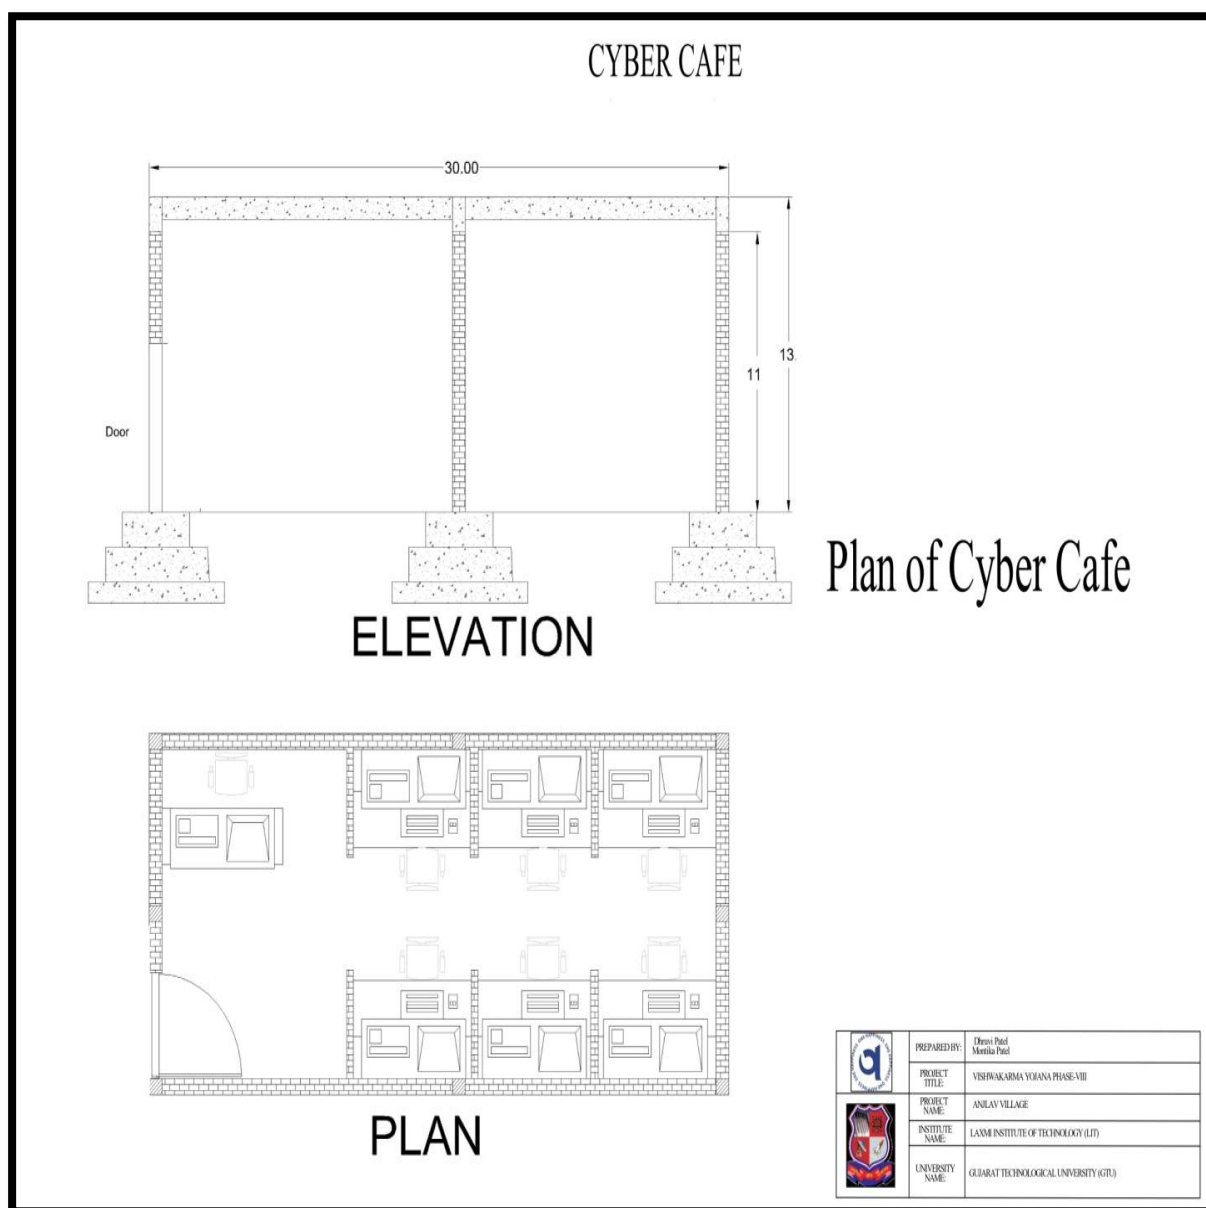 CYBER CAFE
30.00
11
13.
Door
ELEVATION
Plan of Cyber Cafe
PLAN
PREPARED BY:
Dhruvi Patel
Montika Patel
PROJECT
TITLE:
VISHWAKARMA YOJANA PHASE-VIII
PROJECT
NAME:
ANJLAV VILLAGE
INSTITUTE
NAME:
LAXMI INSTITUTE OF TECHNOLOGY (LIT)
UNIVERSITY
NAME:
GUJARAT TECHNOLOGICAL UNIVERSITY (GTU)